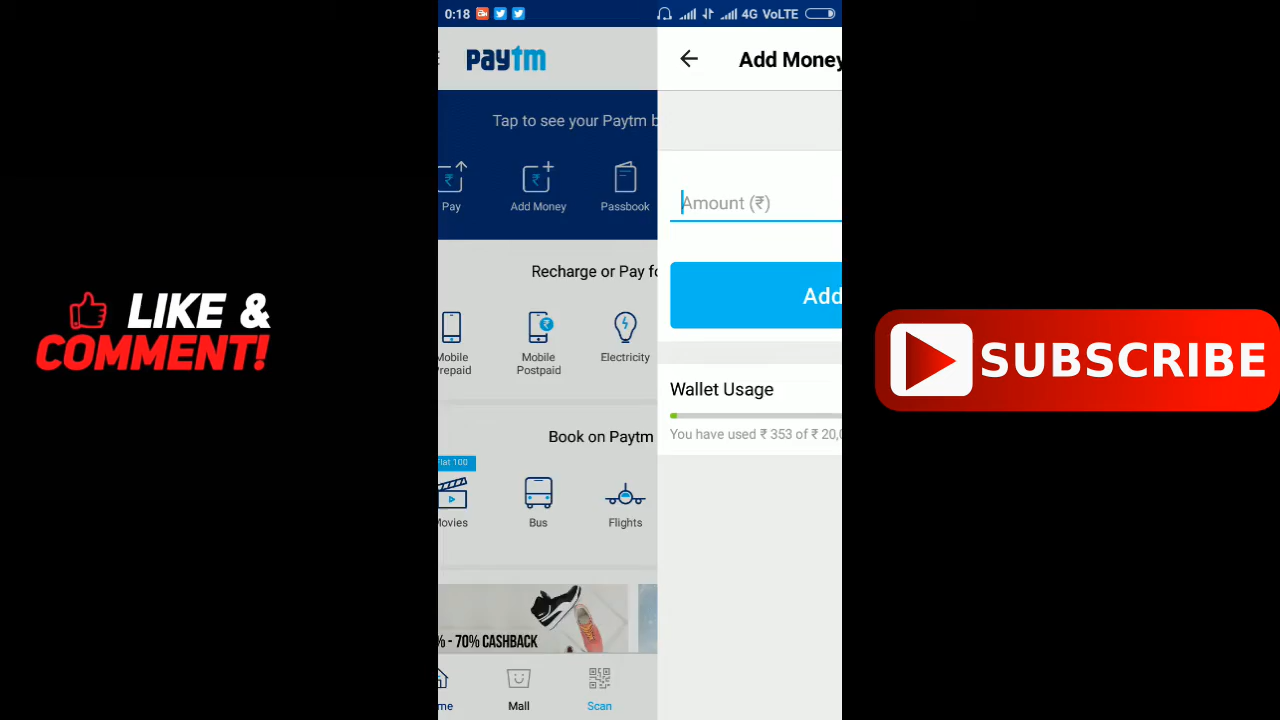 0:18
4G VoLTE
paytm
Tap to see your Paytm b
Pay
Add Money
Passbook
Recharge or Pay fo
Mobile
Prepaid
Mobile
Postpaid
Electricity
Book on Paytm
Flat 100
Movies
Bus
Flights
% - 70% CASHBACK
me
Mall
Scan
Add Money
Amount (₹)
Add
Wallet Usage
You have used ₹ 353 of ₹ 20,0
LIKE &
COMMENT!
SUBSCRIBE